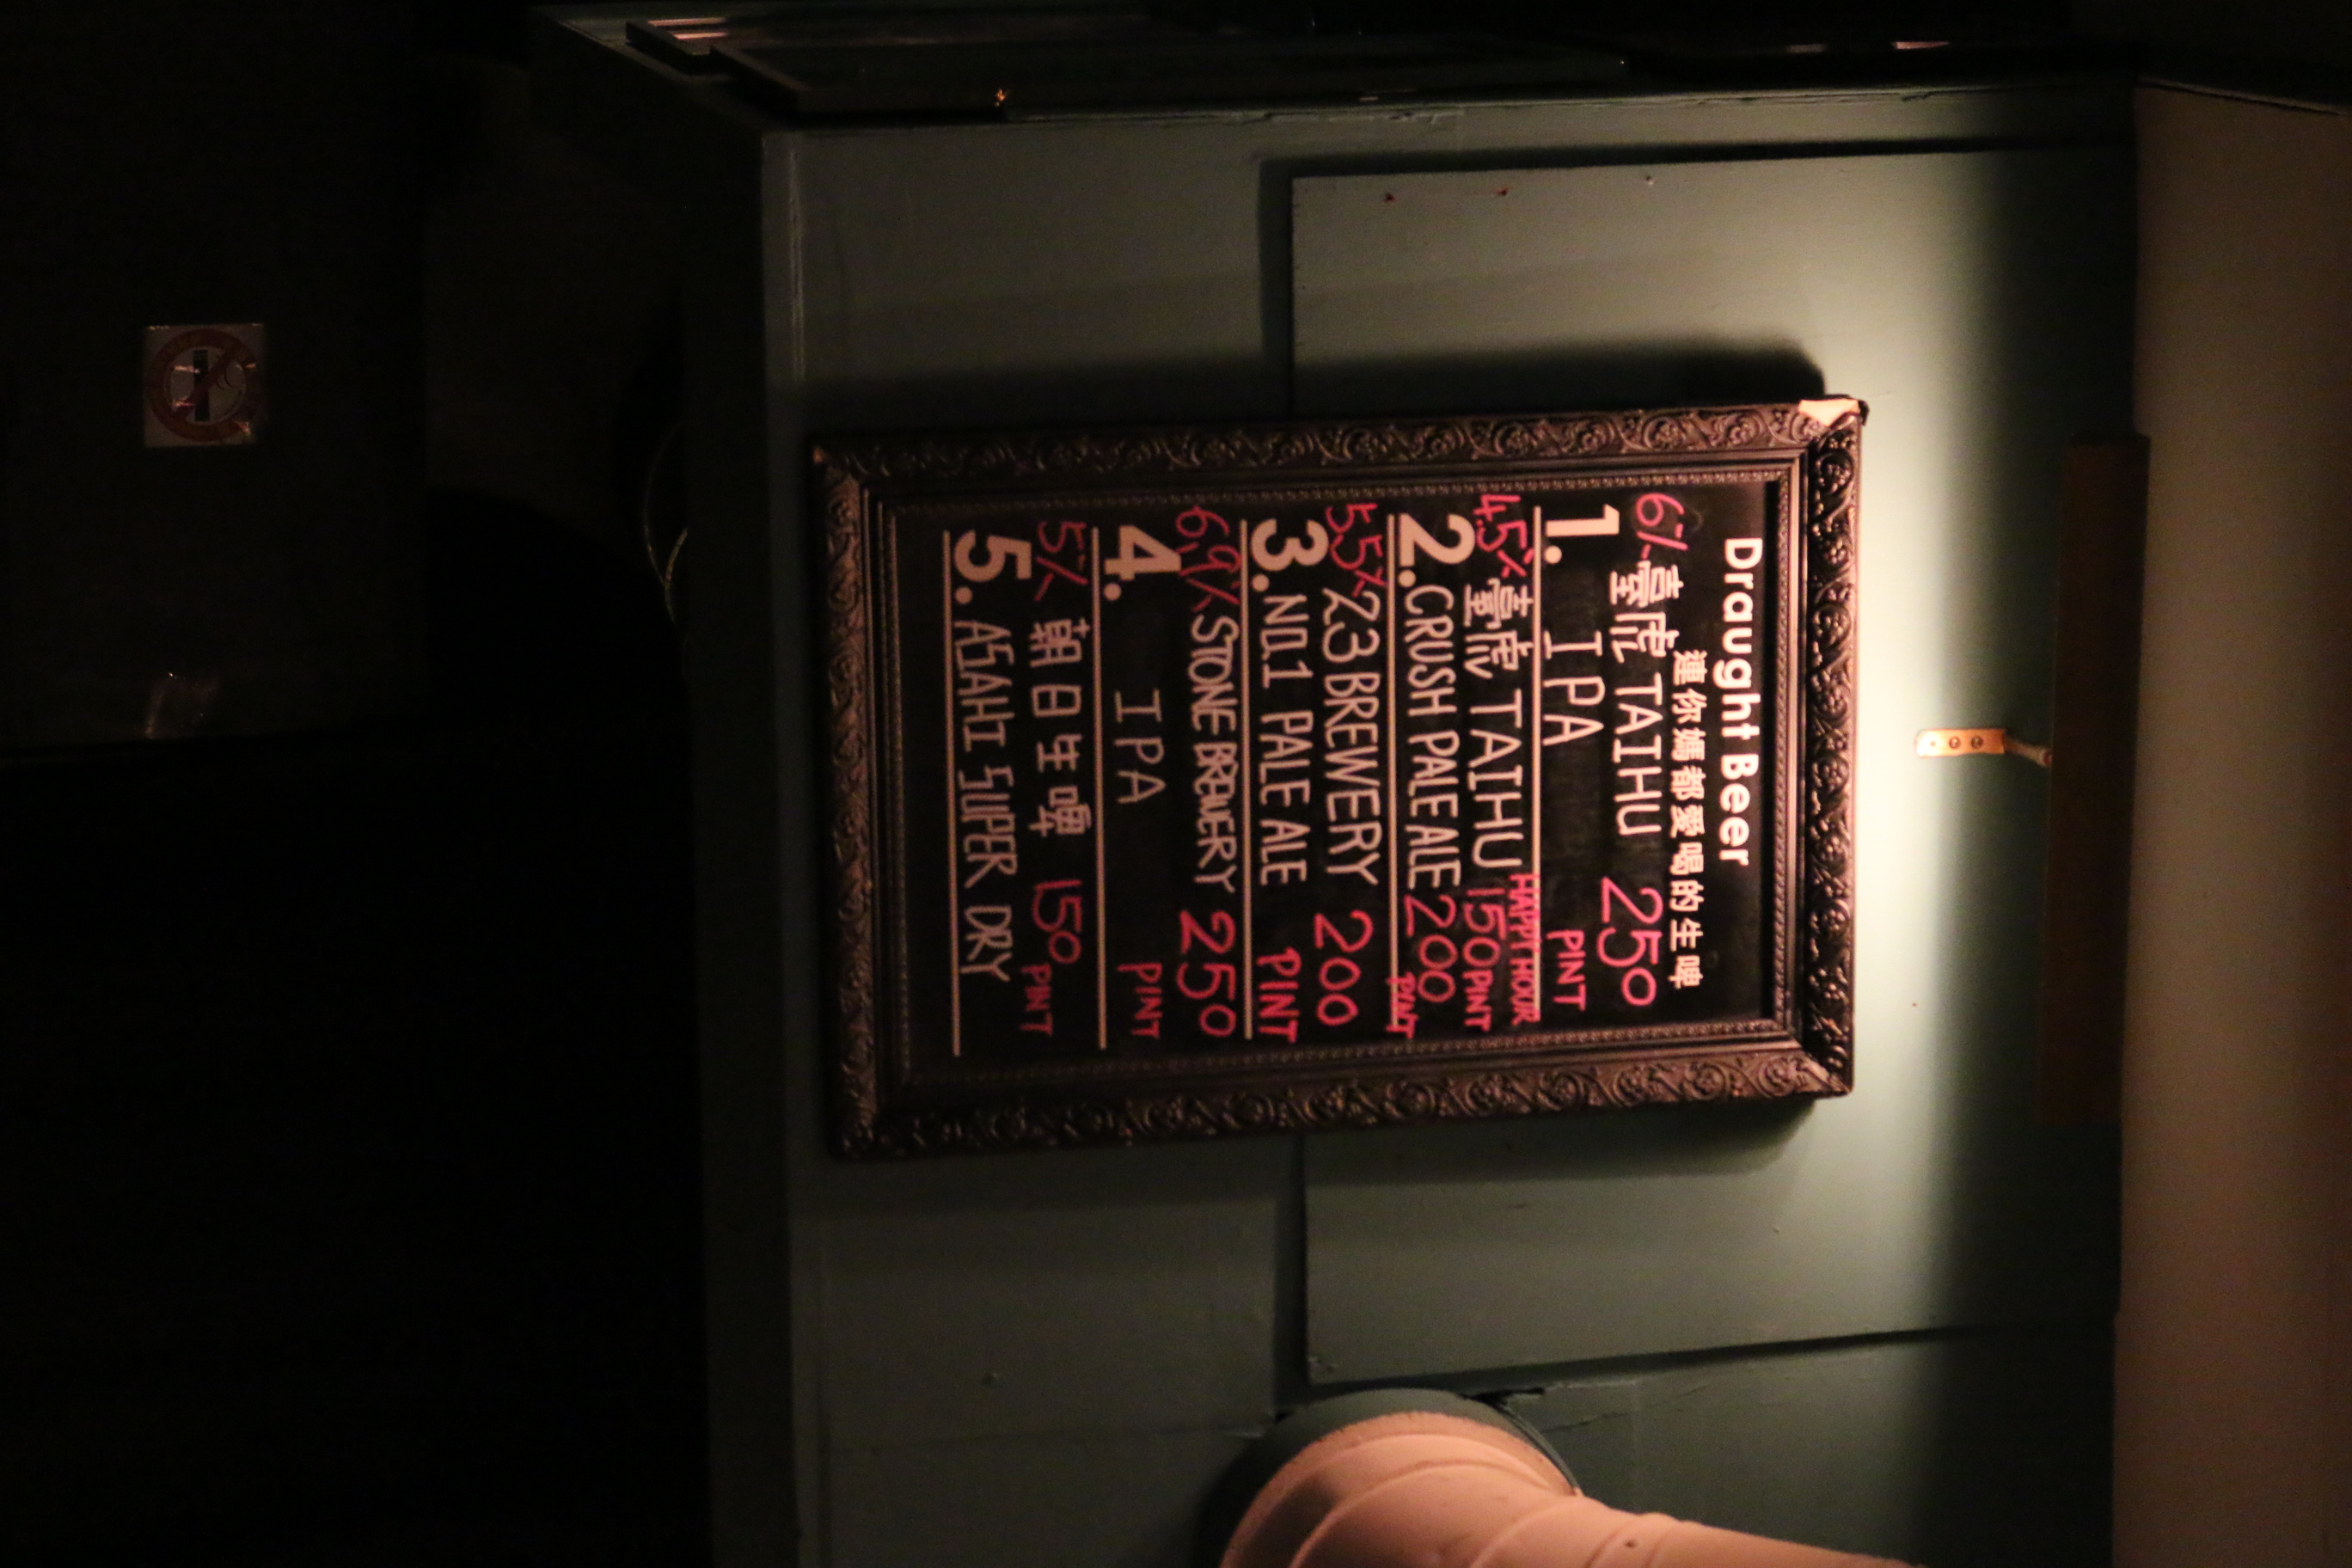 Draught Beer
連你媽都愛喝的生啤
6% 臺虎 TAIHU 250
1. IPA PINT
HAPPY HOUR
4.5% 臺虎 TAIHU 150 PINT
2. CRUSH PALE ALE 200
PINT
5.5% 23 BREWERY 200
3. NO.1 PALE ALE PINT
6,9% STONE BREWERY 250
4. IPA PINT
5% 朝日生啤 150 PINT
5. ASAHI SUPER DRY